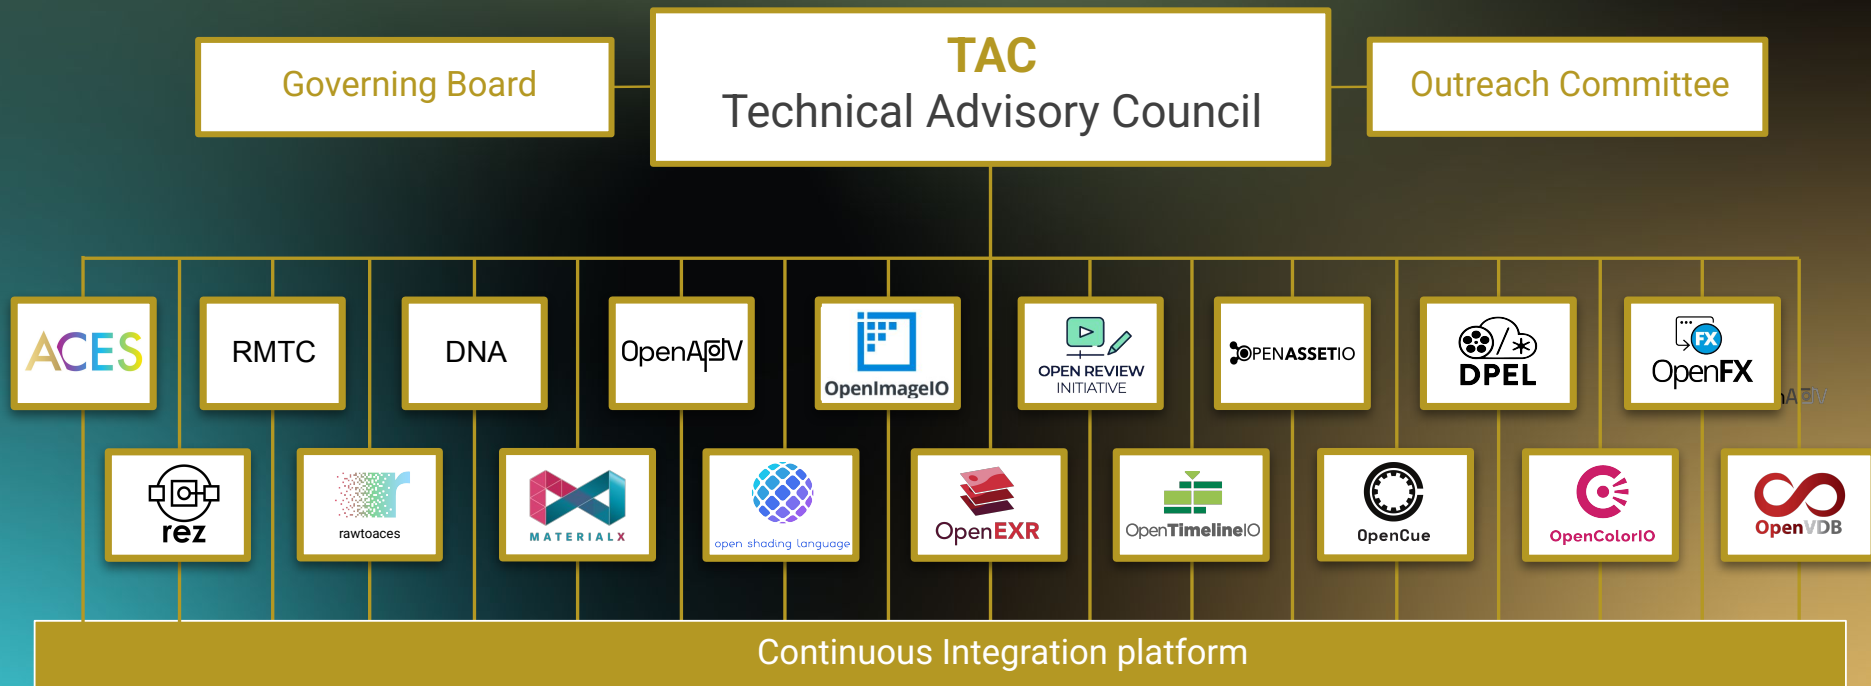 Governing Board
TAC
Technical Advisory Council
Outreach Committee
ACES
RMTC
DNA
OpenAPV
OpenImageIO
OPEN REVIEW
INITIATIVE
OPENASSETIO
DPEL
FX
OpenFX
rez
rawtoaces
MATERIALX
open shading language
OpenEXR
OpenTimelineIO
OpenCue
OpenColorIO
OpenVDB
Continuous Integration platform